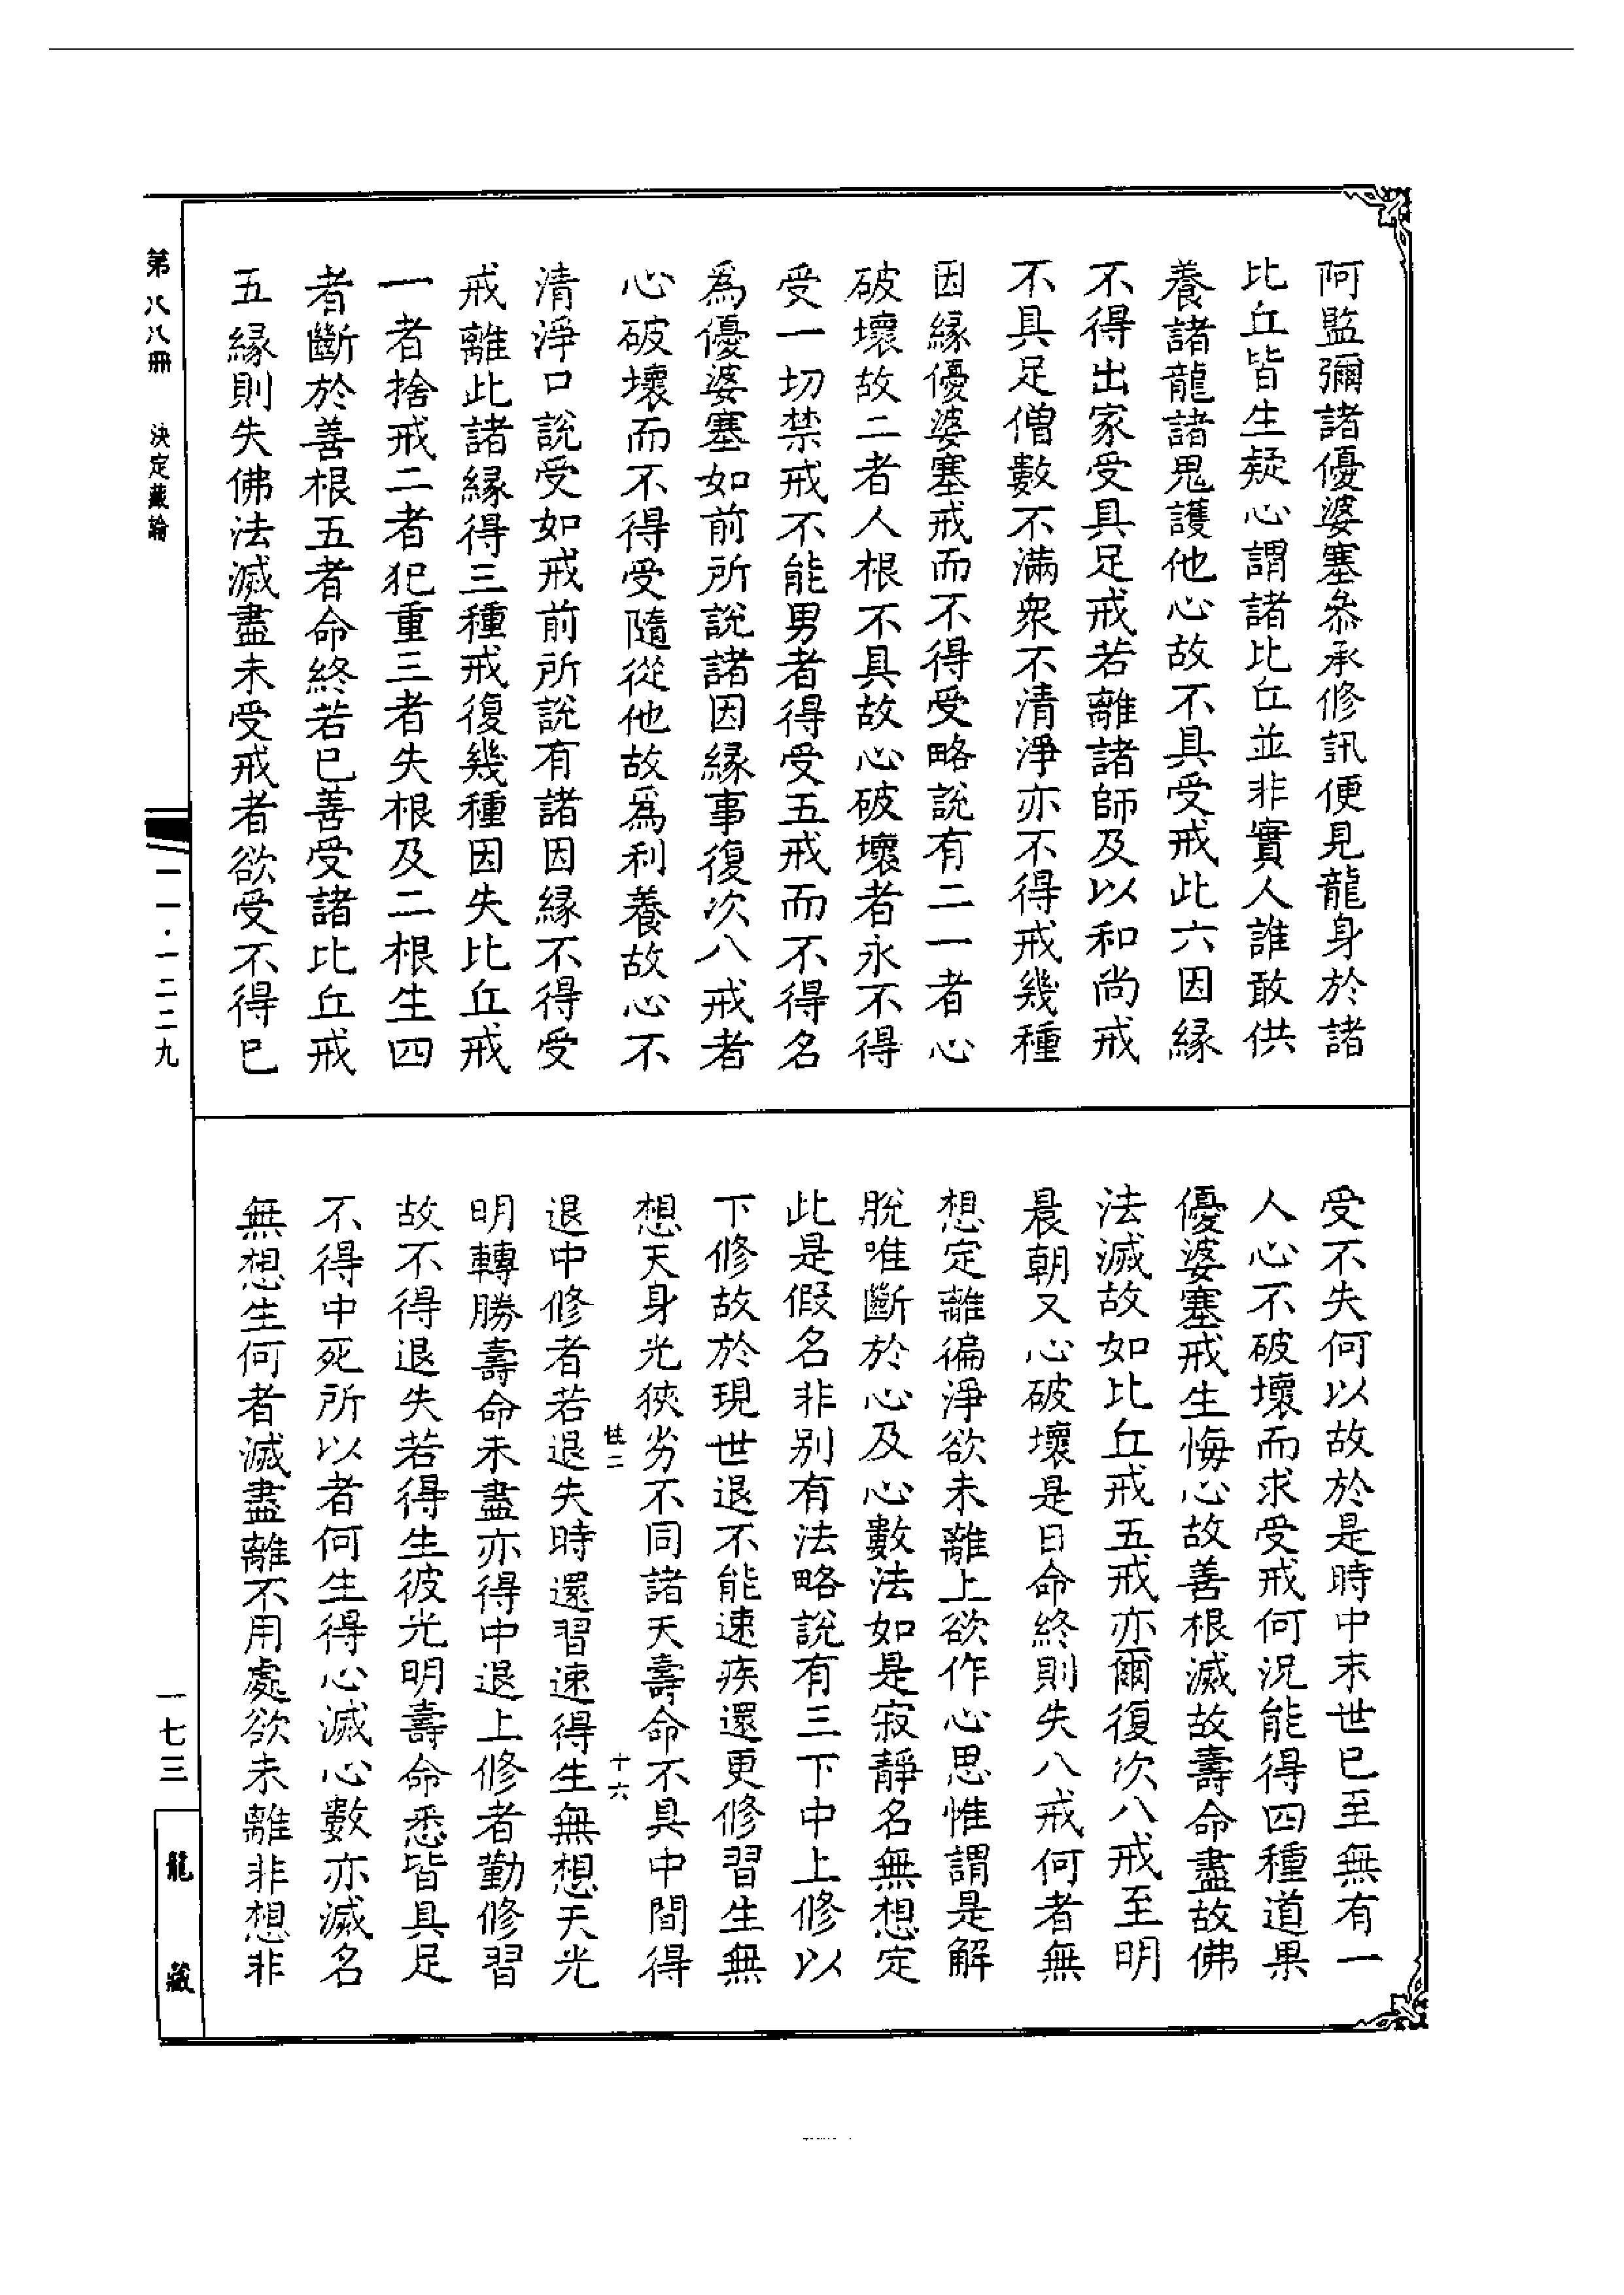 阿監彌諸優婆塞叅承修訊便見龍身於諸
比丘皆生疑心謂諸比丘並非實人誰敢供
養諸龍諸鬼護他心故不具受戒此六因緣
不得出家受具足戒若離諸師及以和尚戒
不具足僧數不滿衆不清淨亦不得戒幾種
因緣優婆塞戒而不得受略說有二一者心
破壞故二者人根不具故心破壞者永不得
受一切禁戒不能男者得受五戒而不得名
爲優婆塞如前所說諸因緣事復次八戒者
心破壞而不得受隨從他故爲利養故心不
清淨口說受如戒前所說有諸因緣不得受
戒離此諸緣得三種戒復幾種因失比丘戒
一者捨戒二者犯重三者失根及二根生四
者斷於善根五者命終若已善受諸比丘戒
五緣則失佛法滅盡未受戒者欲受不得已
受不失何以故於是時中末世已至無有一
人心不破壞而求受戒何況能得四種道果
優婆塞戒生悔心故善根滅故壽命盡故佛
法滅故如比丘戒五戒亦爾復次八戒至明
晨朝又心破壞是日命終則失八戒何者無
想定離徧淨欲未離上欲作心思惟謂是解
脫唯斷於心及心數法如是寂靜名無想定
此是假名非別有法略說有三下中上修以
下修故於現世退不能速疾還更修習生無
想天身光狹劣不同諸天壽命不具中間得
退中修者若退失時還習速得生無想天光
明轉勝壽命未盡亦得中退上修者勤修習
故不得退失若得生彼光明壽命悉皆具足
不得中死所以者何生得心滅心數亦滅名
無想生何者滅盡離不用處欲未離非想非
十六
第八八冊 決定藏論
一一·一二二九
一七三
龍藏